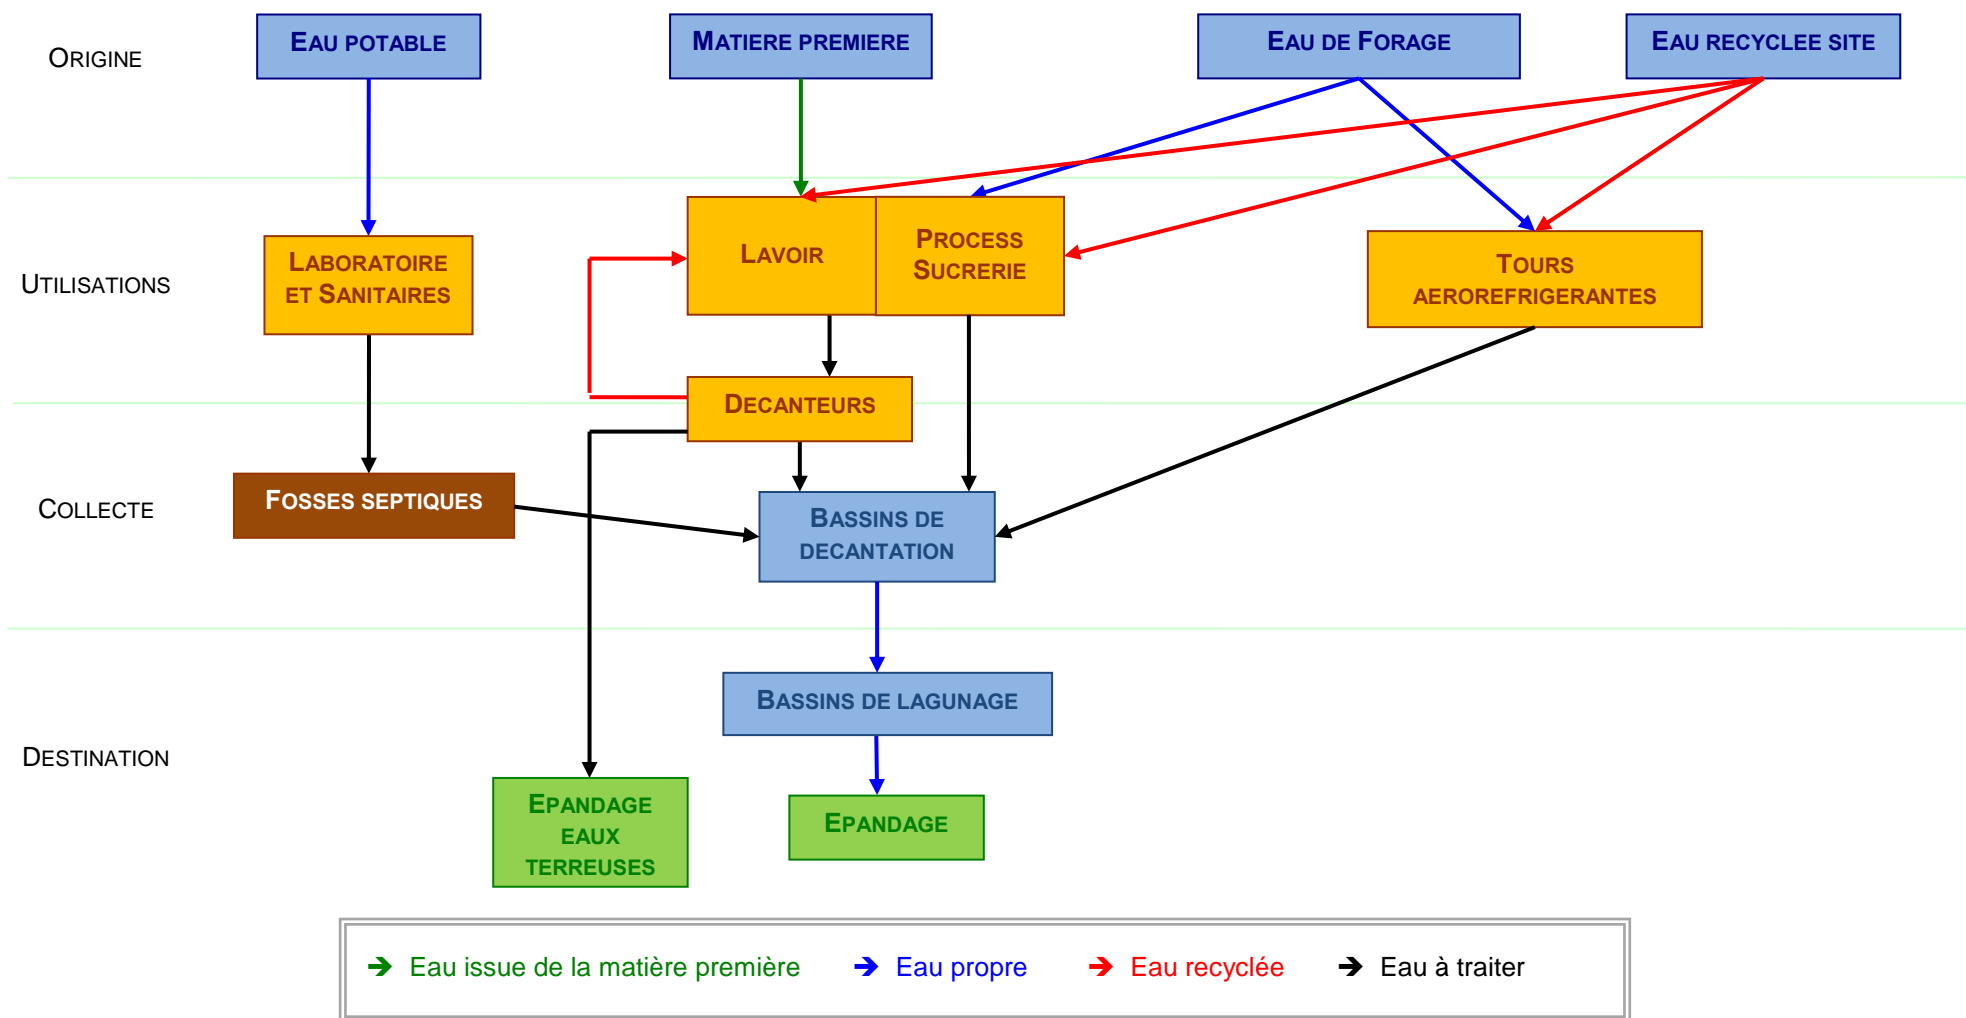 ORIGINE
EAU POTABLE
MATIERE PREMIERE
EAU DE FORAGE
EAU RECYCLEE SITE
UTILISATIONS
LABORATOIRE
ET SANITAIRES
LAVOIR
PROCESS
SUCRERIE
TOURS
AEROREFRIGERANTES
DECANTEURS
COLLECTE
FOSSES SEPTIQUES
BASSINS DE
DECANTATION
DESTINATION
BASSINS DE LAGUNAGE
EPANDAGE
EAUX
TERREUSES
EPANDAGE
➔ Eau issue de la matière première ➔ Eau propre ➔ Eau recyclée ➔ Eau à traiter